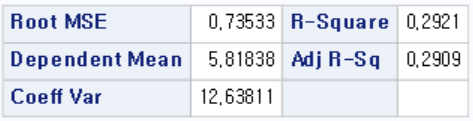 Root MSE 0,73533 R-Square 0,2921
Dependent Mean 5,81838 Adj R-Sq 0,2909
Coeff Var 12,63811